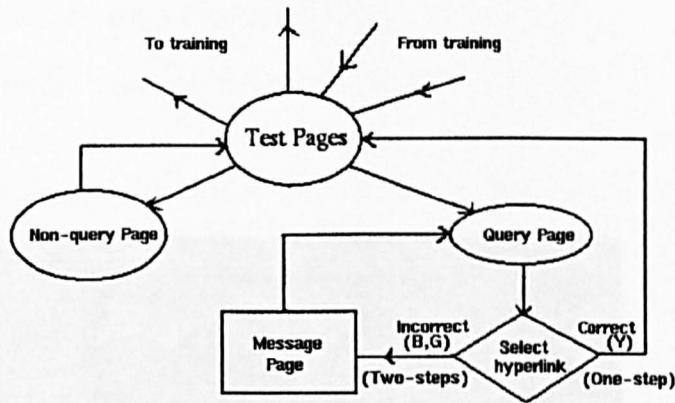 To training
From training
Test Pages
Non-query Page
Query Page
Incorrect
(B,G)
Correct
(Y)
Message
Page
Select
hyperlink
(Two-steps)
(One-step)